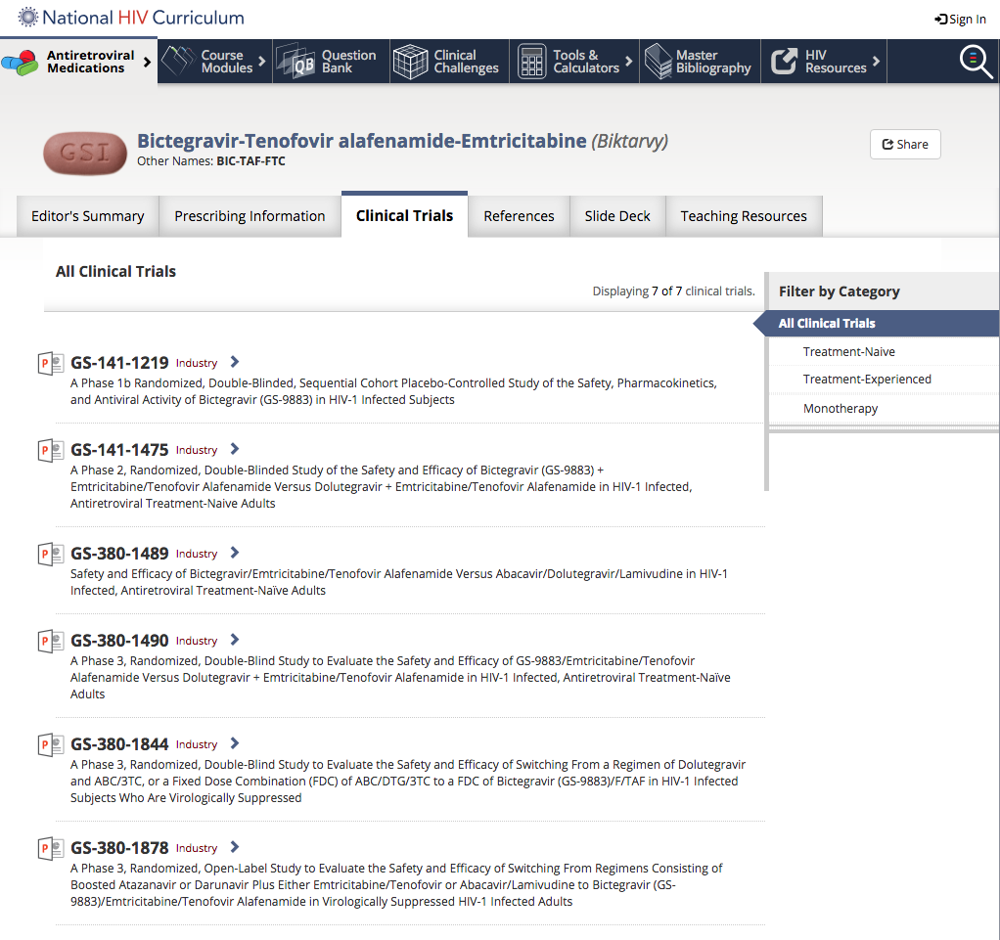 National HIV Curriculum
Sign In
Antiretroviral
Medications
Course
Modules
QB
Question
Bank
Clinical
Challenges
Tools &
Calculators
Master
Bibliography
HIV
Resources
GSI
Bictegravir-Tenofovir alafenamide-Emtricitabine (Biktarvy)
Other Names: BIC-TAF-FTC
Share
Editor's Summary
Prescribing Information
Clinical Trials
References
Slide Deck
Teaching Resources
All Clinical Trials
Displaying 7 of 7 clinical trials.
Filter by Category
All Clinical Trials
Treatment-Naive
Treatment-Experienced
Monotherapy
P
GS-141-1219 Industry
A Phase 1b Randomized, Double-Blinded, Sequential Cohort Placebo-Controlled Study of the Safety, Pharmacokinetics,
and Antiviral Activity of Bictegravir (GS-9883) in HIV-1 Infected Subjects
P
GS-141-1475 Industry
A Phase 2, Randomized, Double-Blinded Study of the Safety and Efficacy of Bictegravir (GS-9883) +
Emtricitabine/Tenofovir Alafenamide Versus Dolutegravir + Emtricitabine/Tenofovir Alafenamide in HIV-1 Infected,
Antiretroviral Treatment-Naive Adults
P
GS-380-1489 Industry
Safety and Efficacy of Bictegravir/Emtricitabine/Tenofovir Alafenamide Versus Abacavir/Dolutegravir/Lamivudine in HIV-1
Infected, Antiretroviral Treatment-Naïve Adults
P
GS-380-1490 Industry
A Phase 3, Randomized, Double-Blind Study to Evaluate the Safety and Efficacy of GS-9883/Emtricitabine/Tenofovir
Alafenamide Versus Dolutegravir + Emtricitabine/Tenofovir Alafenamide in HIV-1 Infected, Antiretroviral Treatment-Naïve
Adults
P
GS-380-1844 Industry
A Phase 3, Randomized, Double-Blind Study to Evaluate the Safety and Efficacy of Switching From a Regimen of Dolutegravir
and ABC/3TC, or a Fixed Dose Combination (FDC) of ABC/DTG/3TC to a FDC of Bictegravir (GS-9883)/F/TAF in HIV-1 Infected
Subjects Who Are Virologically Suppressed
P
GS-380-1878 Industry
A Phase 3, Randomized, Open-Label Study to Evaluate the Safety and Efficacy of Switching From Regimens Consisting of
Boosted Atazanavir or Darunavir Plus Either Emtricitabine/Tenofovir or Abacavir/Lamivudine to Bictegravir (GS-
9883)/Emtricitabine/Tenofovir Alafenamide in Virologically Suppressed HIV-1 Infected Adults